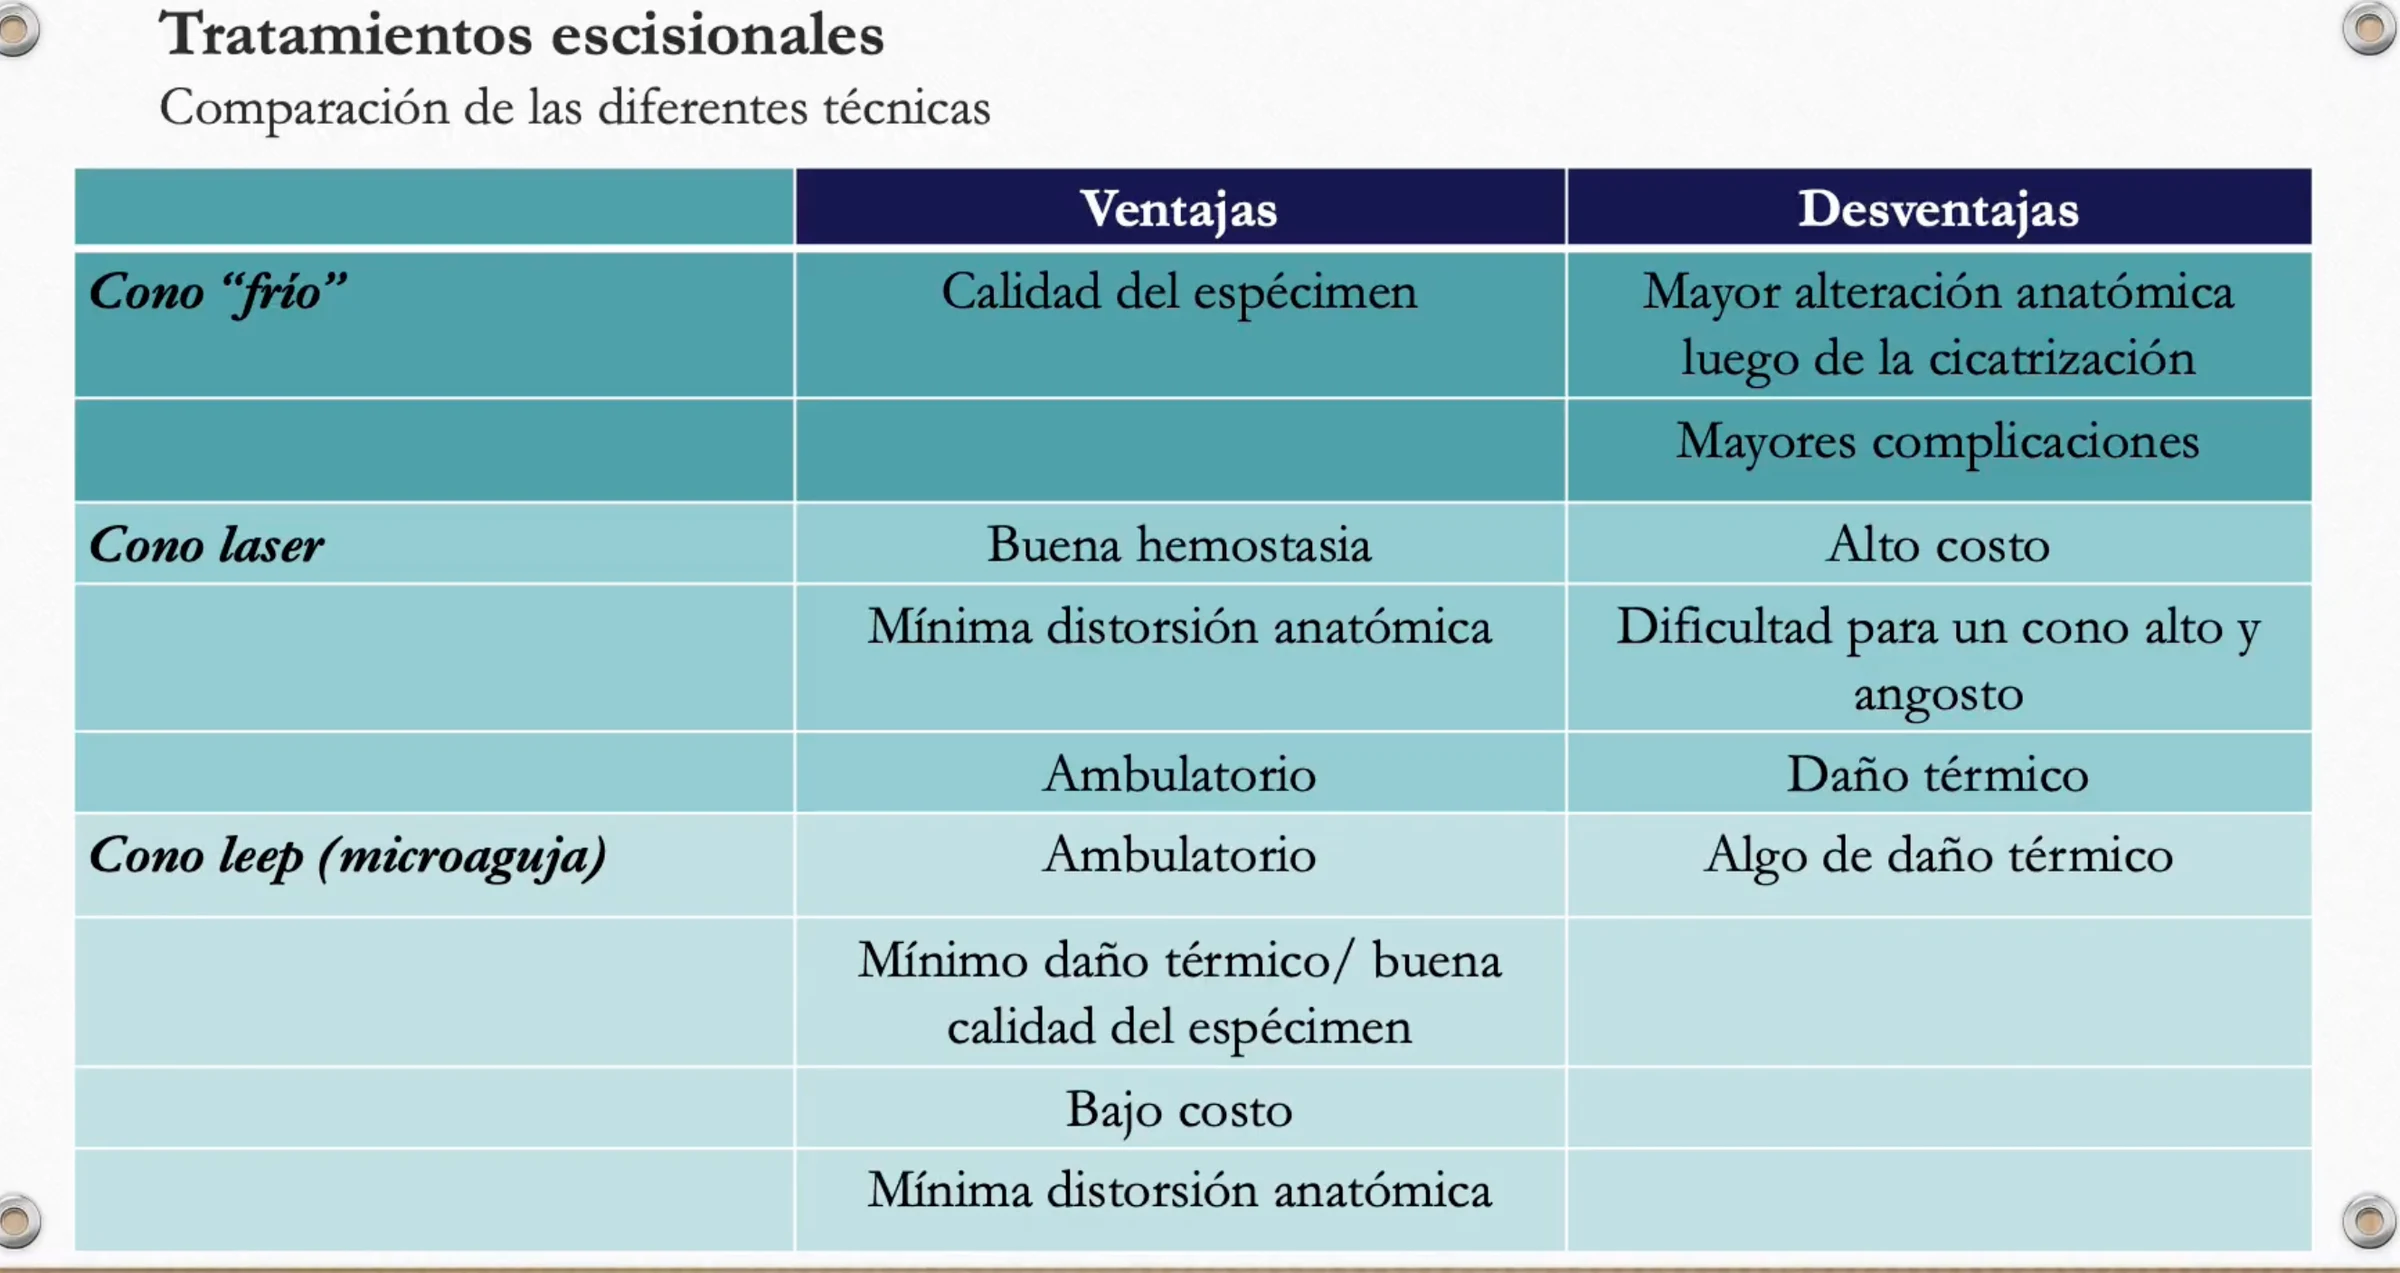 Tratamientos escisionales
Comparación de las diferentes técnicas
Ventajas
Desventajas
Cono “frío”
Calidad del espécimen
Mayor alteración anatómica
luego de la cicatrización
Mayores complicaciones
Cono laser
Buena hemostasia
Alto costo
Mínima distorsión anatómica
Dificultad para un cono alto y
angosto
Ambulatorio
Daño térmico
Cono leep (microaguja)
Ambulatorio
Algo de daño térmico
Mínimo daño térmico/ buena
calidad del espécimen
Bajo costo
Mínima distorsión anatómica